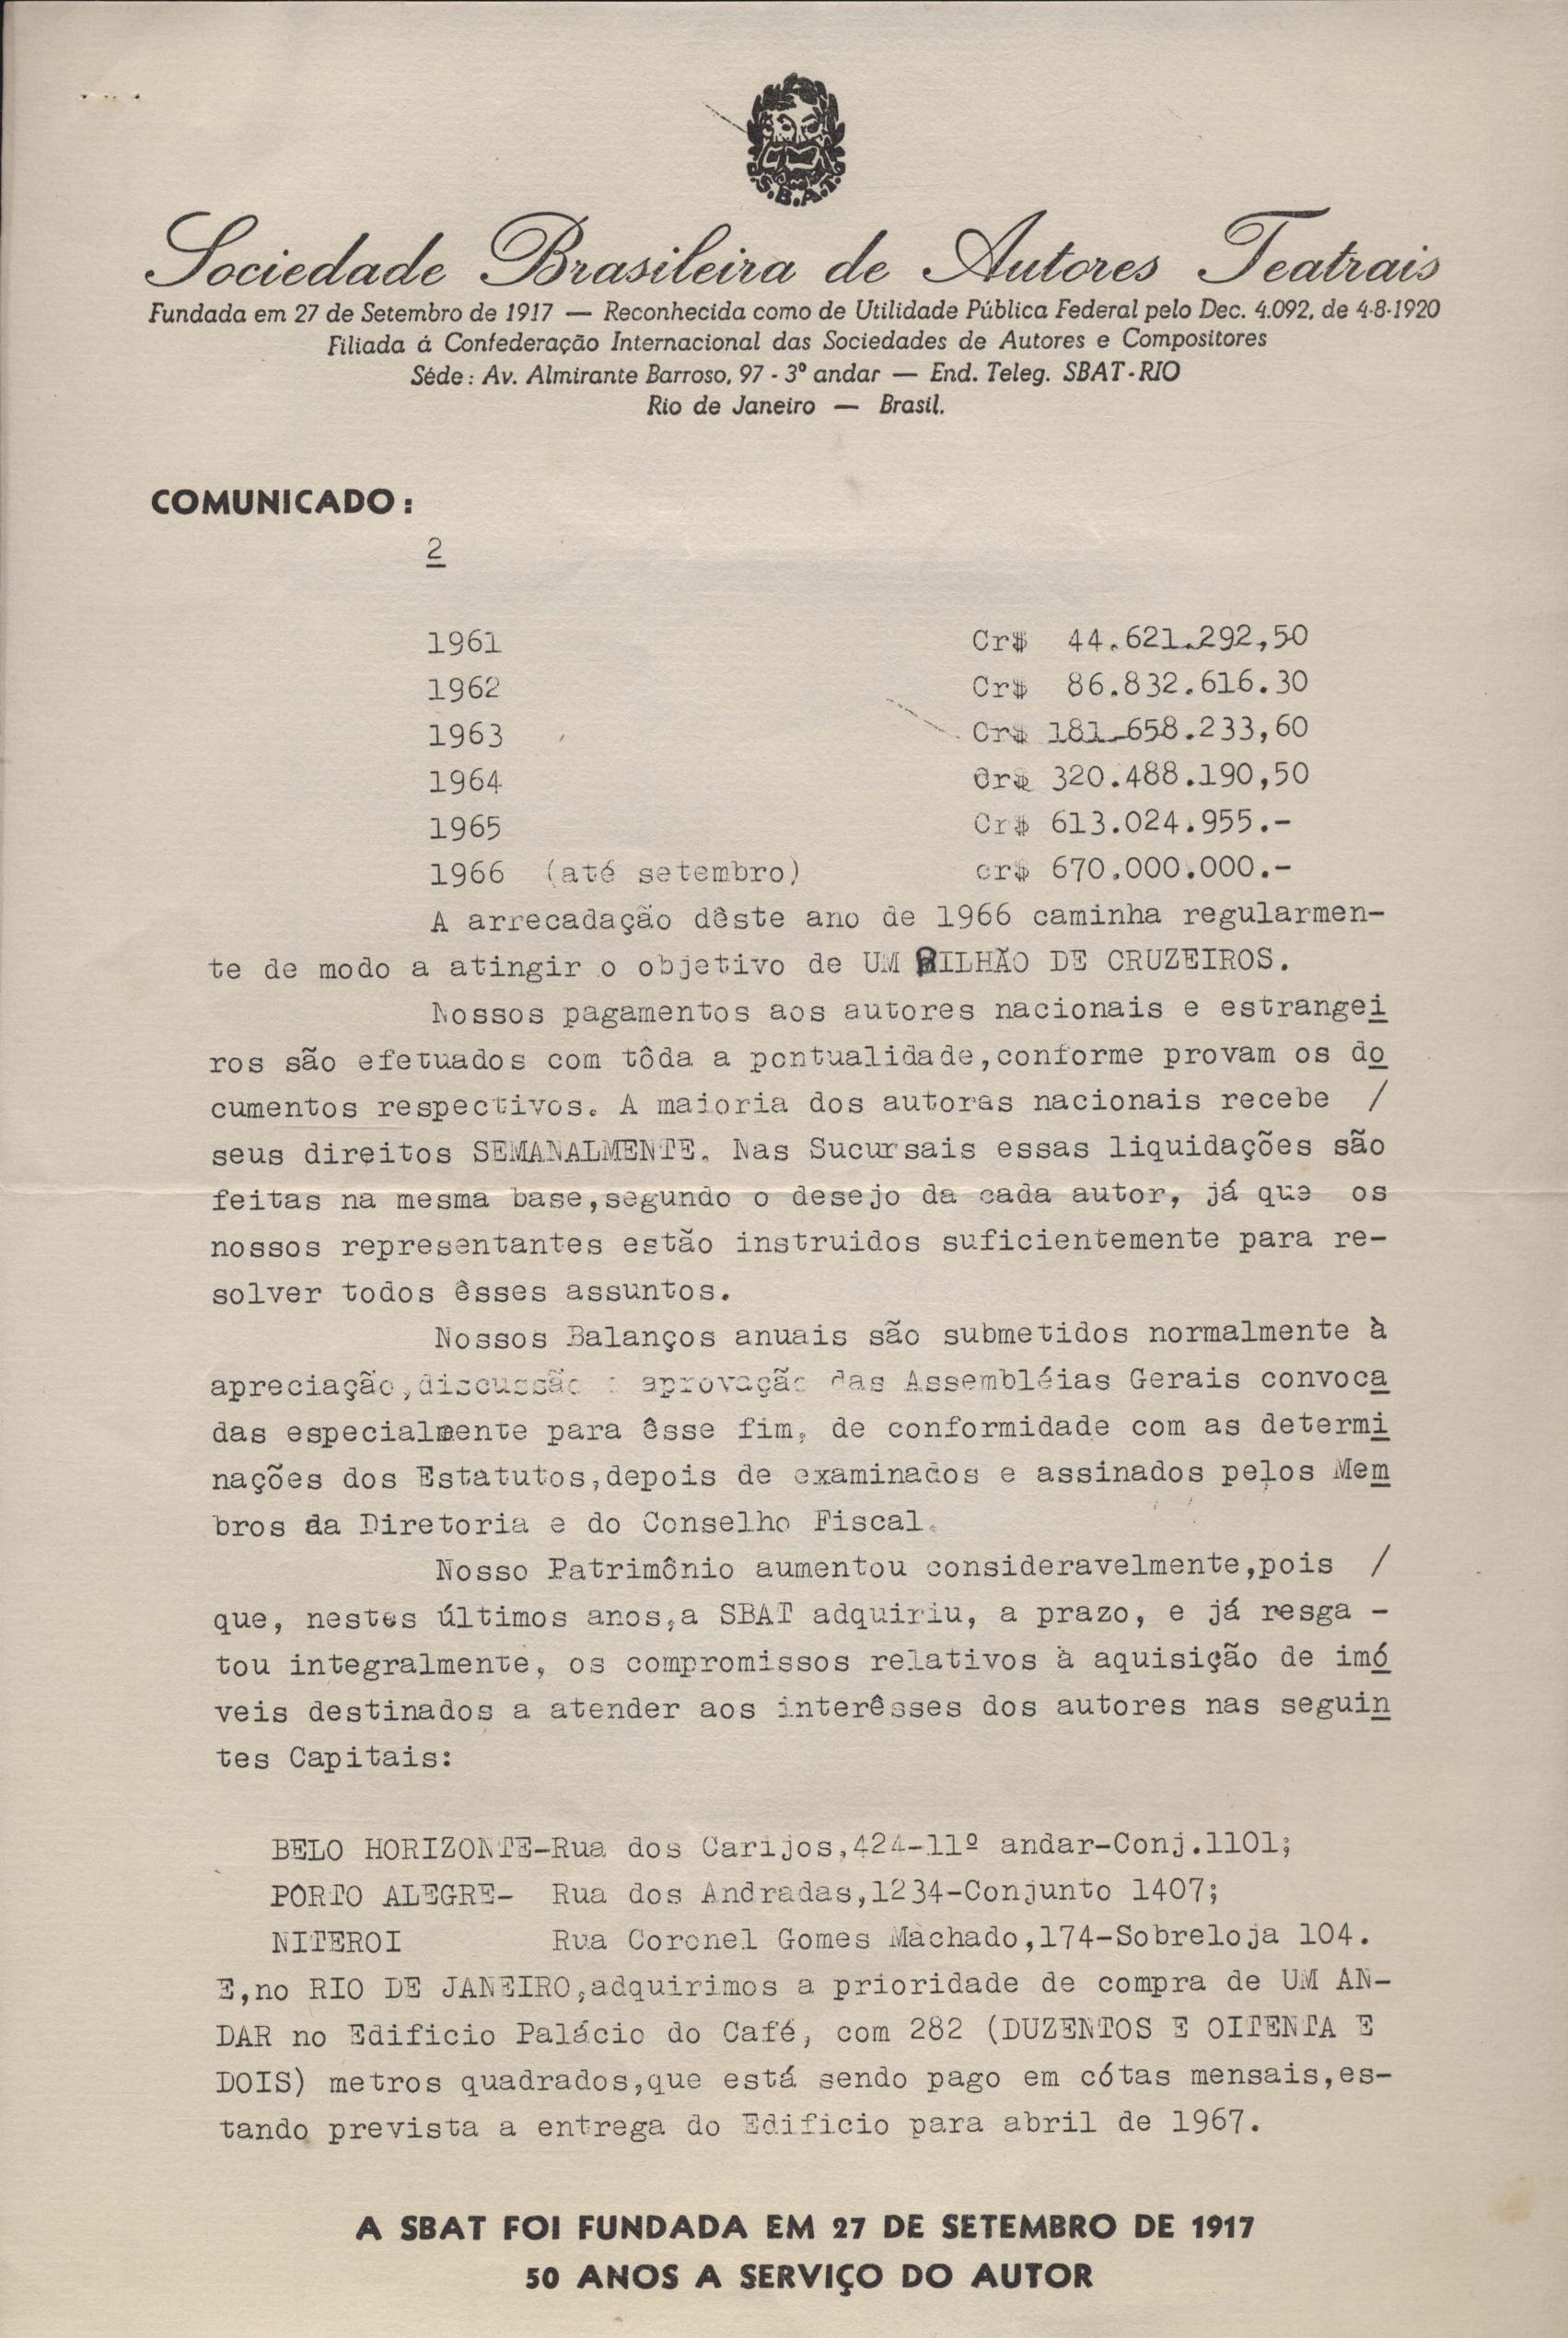 S.B.A.T.
Sociedade Brasileira de Autores Teatrais
Fundada em 27 de Setembro de 1917 — Reconhecida como de Utilidade Pública Federal pelo Dec. 4.092, de 4-8-1920
Filiada á Confederação Internacional das Sociedades de Autores e Compositores
Séde: Av. Almirante Barroso, 97 - 3º andar — End. Teleg. SBAT-RIO
Rio de Janeiro — Brasil.
COMUNICADO:
2
1961 Cr$ 44.621.292,50
1962 Cr$ 86.832.616.30
1963 Cr$ 181.658.233,60
1964 Cr$ 320.488.190,50
1965 Cr$ 613.024.955.-
1966 (até setembro) cr$ 670.000.000.-
A arrecadação dêste ano de 1966 caminha regularmen-
te de modo a atingir o objetivo de UM BILHÃO DE CRUZEIROS.
Nossos pagamentos aos autores nacionais e estrangei
ros são efetuados com tôda a pontualidade,conforme provam os do
cumentos respectivos. A maioria dos autoras nacionais recebe /
seus direitos SEMANALMENTE. Nas Sucursais essas liquidações são
feitas na mesma base,segundo o desejo da cada autor, já que os
nossos representantes estão instruidos suficientemente para re-
solver todos êsses assuntos.
Nossos Balanços anuais são submetidos normalmente à
apreciação,discussão e aprovação das Assembléias Gerais convoca
das especialmente para êsse fim, de conformidade com as determi
nações dos Estatutos,depois de examinados e assinados pelos Mem
bros da Diretoria e do Conselho Fiscal.
Nosso Patrimônio aumentou consideravelmente,pois /
que, nestes últimos anos,a SBAT adquiriu, a prazo, e já resga -
tou integralmente, os compromissos relativos à aquisição de imó
veis destinados a atender aos interêsses dos autores nas seguin
tes Capitais:
BELO HORIZONTE-Rua dos Carijos,424-11º andar-Conj.1101;
PORTO ALEGRE- Rua dos Andradas,1234-Conjunto 1407;
NITEROI Rua Coronel Gomes Machado,174-Sobreloja 104.
E,no RIO DE JANEIRO,adquirimos a prioridade de compra de UM AN-
DAR no Edificio Palácio do Café, com 282 (DUZENTOS E OITENTA E
DOIS) metros quadrados,que está sendo pago em cótas mensais,es-
tando prevista a entrega do Edificio para abril de 1967.
A SBAT FOI FUNDADA EM 27 DE SETEMBRO DE 1917
50 ANOS A SERVIÇO DO AUTOR